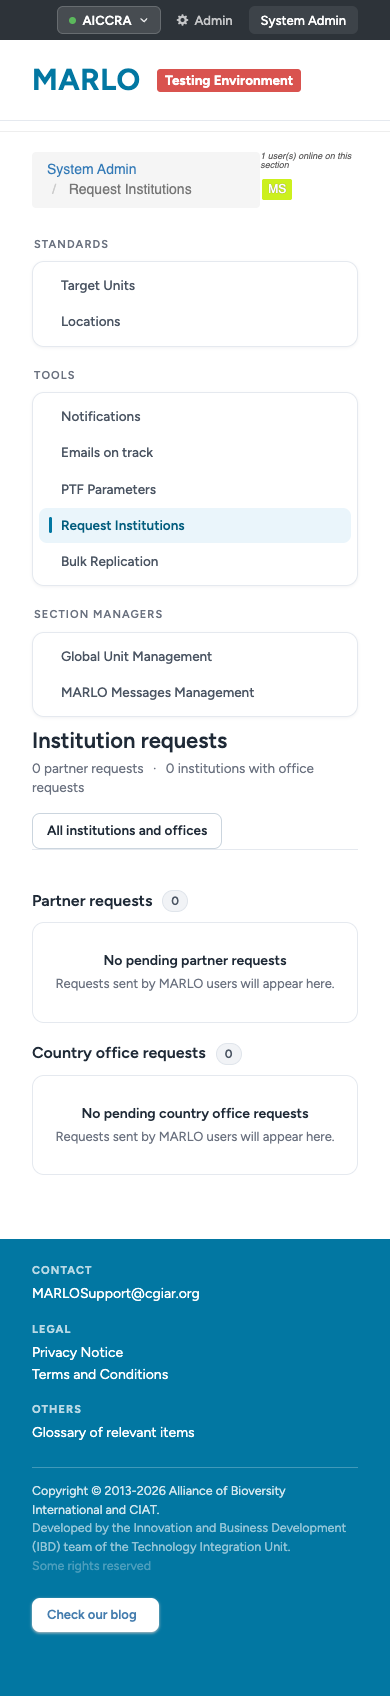 AICCRA
Admin
System Admin
MARLO
Testing Environment
System Admin
/ Request Institutions
1 user(s) online on this
section
MS
STANDARDS
Target Units
Locations
TOOLS
Notifications
Emails on track
PTF Parameters
Request Institutions
Bulk Replication
SECTION MANAGERS
Global Unit Management
MARLO Messages Management
Institution requests
0 partner requests · 0 institutions with office
requests
All institutions and offices
Partner requests 0
No pending partner requests
Requests sent by MARLO users will appear here.
Country office requests 0
No pending country office requests
Requests sent by MARLO users will appear here.
CONTACT
MARLOSupport@cgiar.org
LEGAL
Privacy Notice
Terms and Conditions
OTHERS
Glossary of relevant items
Copyright © 2013-2026 Alliance of Bioversity
International and CIAT.
Developed by the Innovation and Business Development
(IBD) team of the Technology Integration Unit.
Some rights reserved
Check our blog